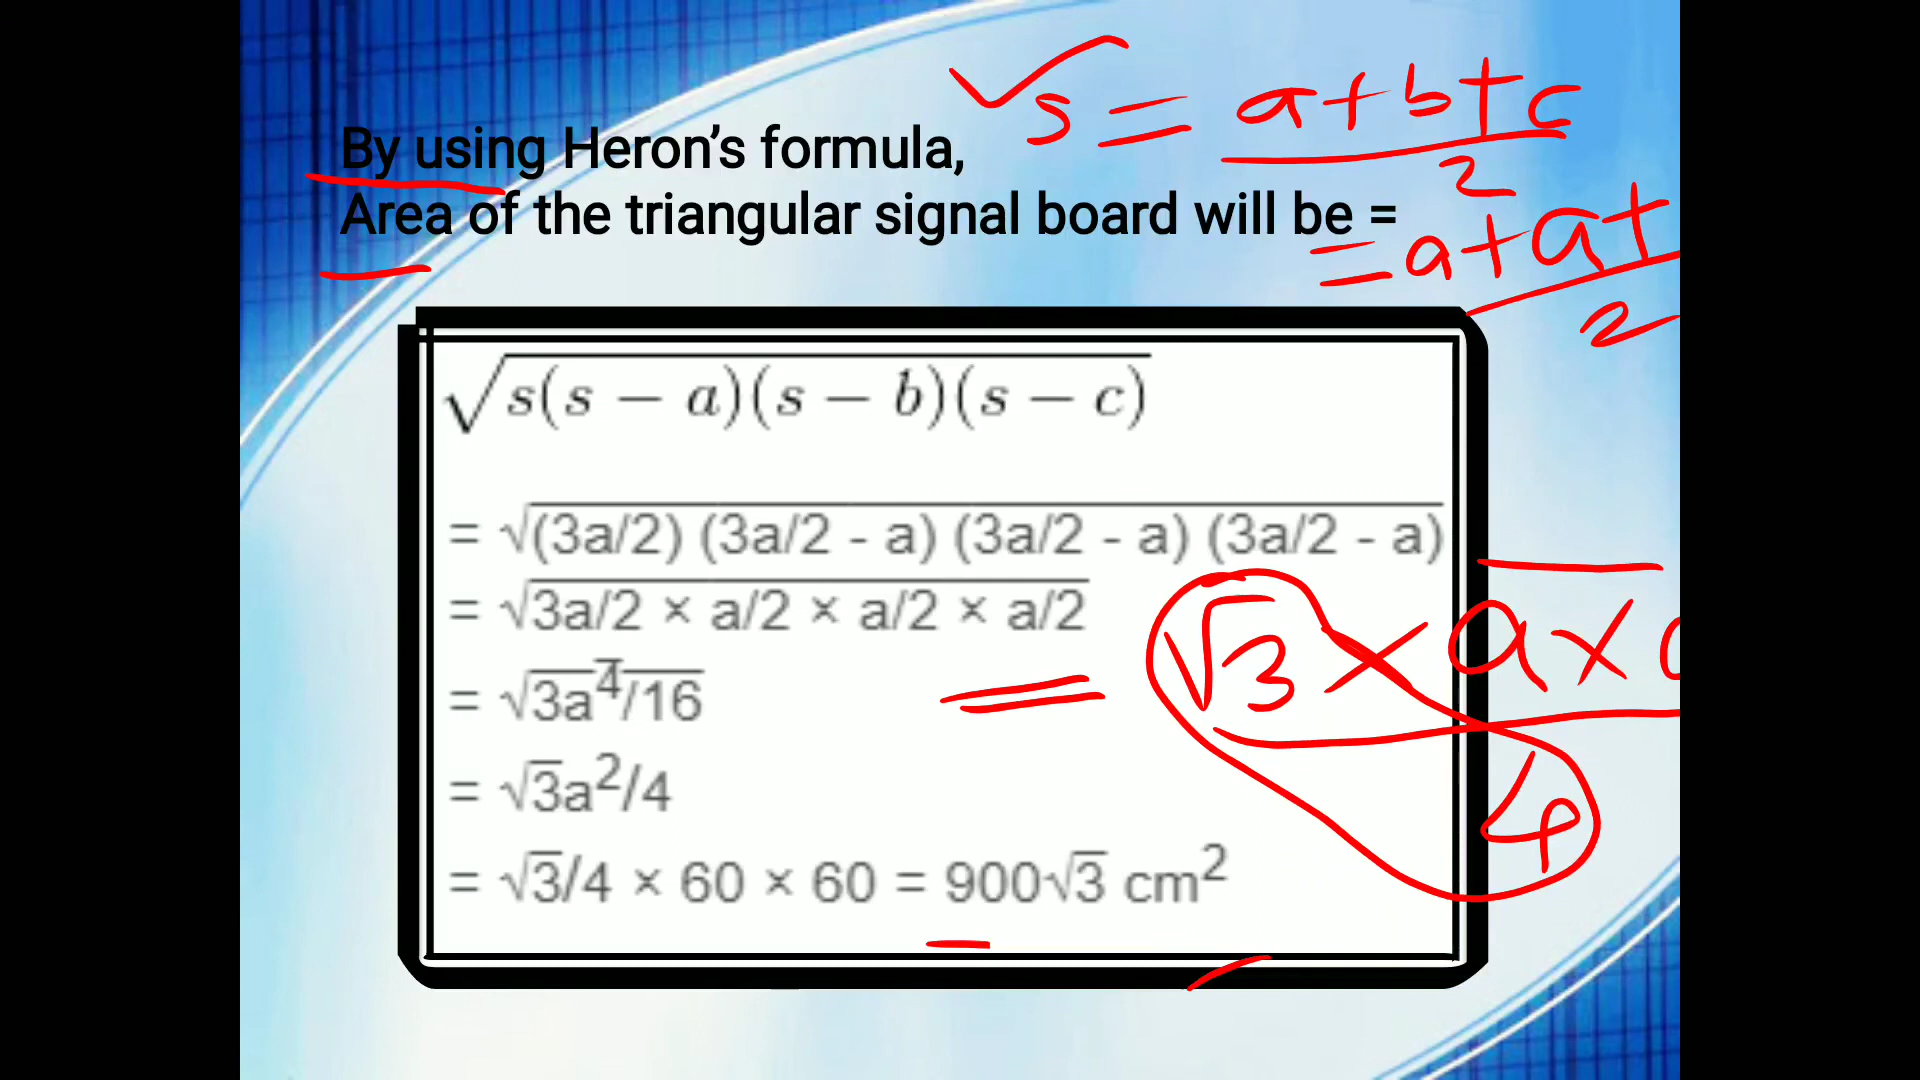 s = a+b+c
2
By using Heron’s formula,
Area of the triangular signal board will be =
= a+a+
2
√s(s − a)(s − b)(s − c)
= √(3a/2) (3a/2 - a) (3a/2 - a) (3a/2 - a)
= √3a/2 × a/2 × a/2 × a/2
= √3 × a ×
4
= √3a⁴/16
= √3a²/4
= √3/4 × 60 × 60 = 900√3 cm²